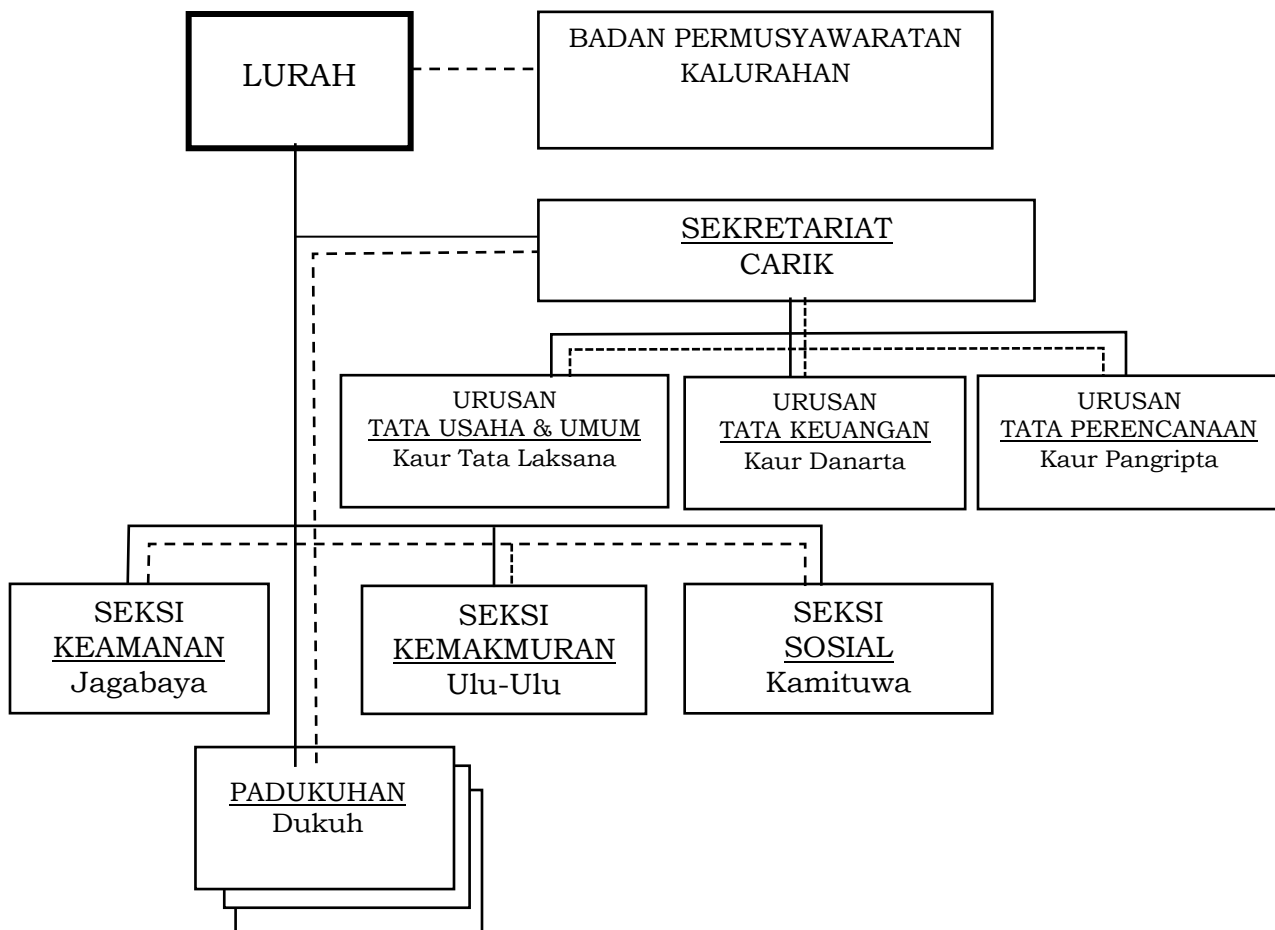 LURAH
BADAN PERMUSYAWARATAN
KALURAHAN
SEKRETARIAT
CARIK
URUSAN
TATA USAHA & UMUM
Kaur Tata Laksana
URUSAN
TATA KEUANGAN
Kaur Danarta
URUSAN
TATA PERENCANAAN
Kaur Pangripta
SEKSI
KEAMANAN
Jagabaya
SEKSI
KEMAKMURAN
Ulu-Ulu
SEKSI
SOSIAL
Kamituwa
PADUKUHAN
Dukuh